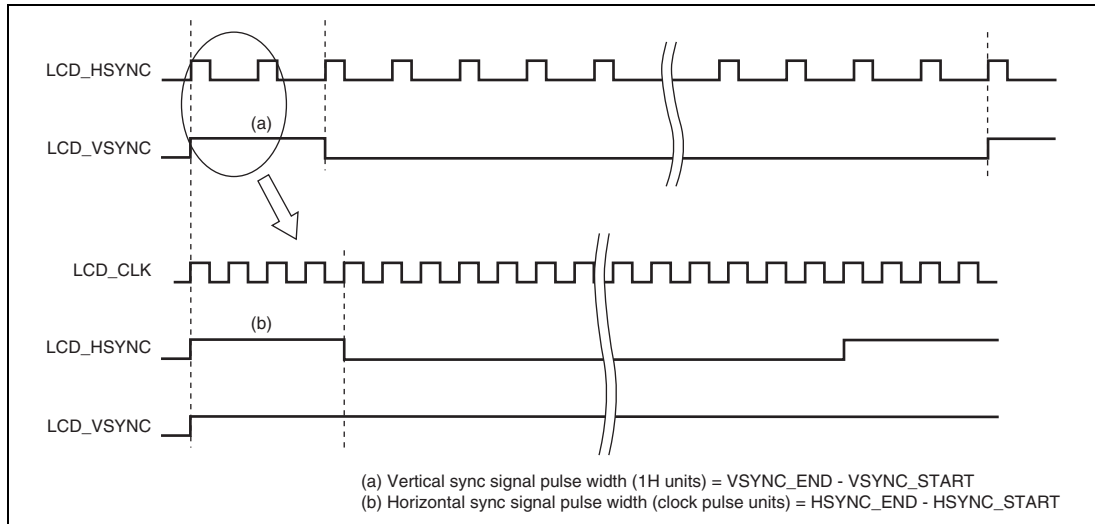 LCD_HSYNC
(a)
LCD_VSYNC
LCD_CLK
(b)
LCD_HSYNC
LCD_VSYNC
(a) Vertical sync signal pulse width (1H units) = VSYNC_END - VSYNC_START
(b) Horizontal sync signal pulse width (clock pulse units) = HSYNC_END - HSYNC_START